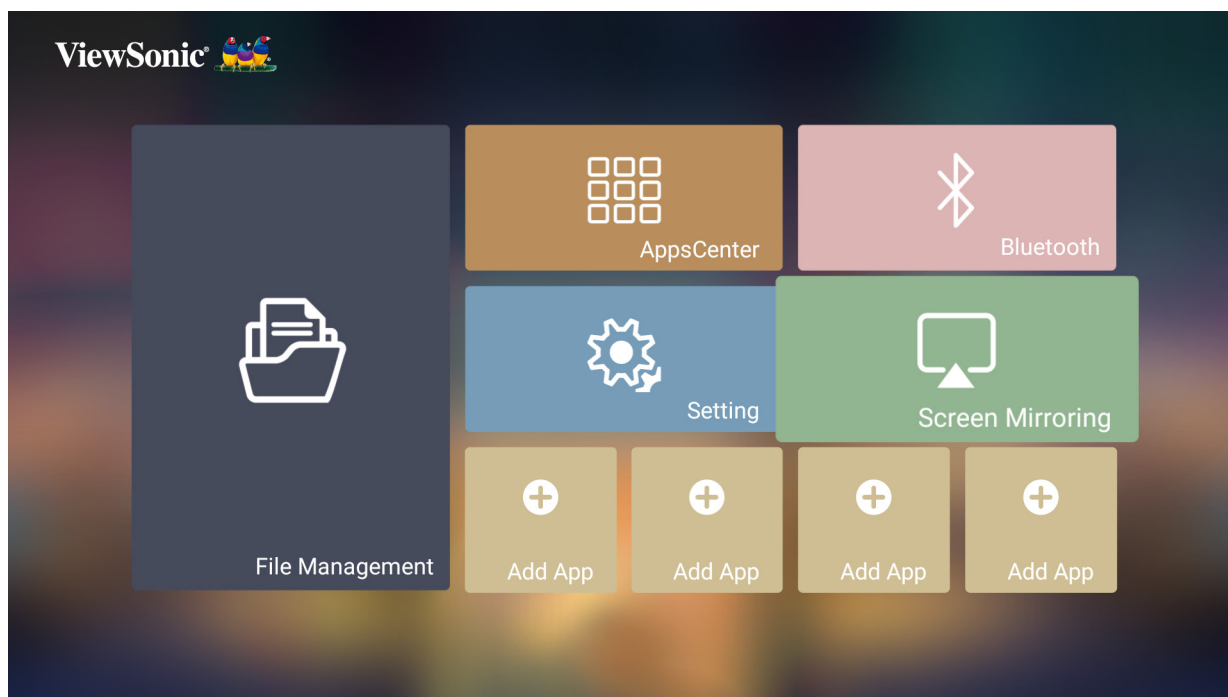 ViewSonic®
AppsCenter
Bluetooth
Setting
Screen Mirroring
File Management
Add App
Add App
Add App
Add App